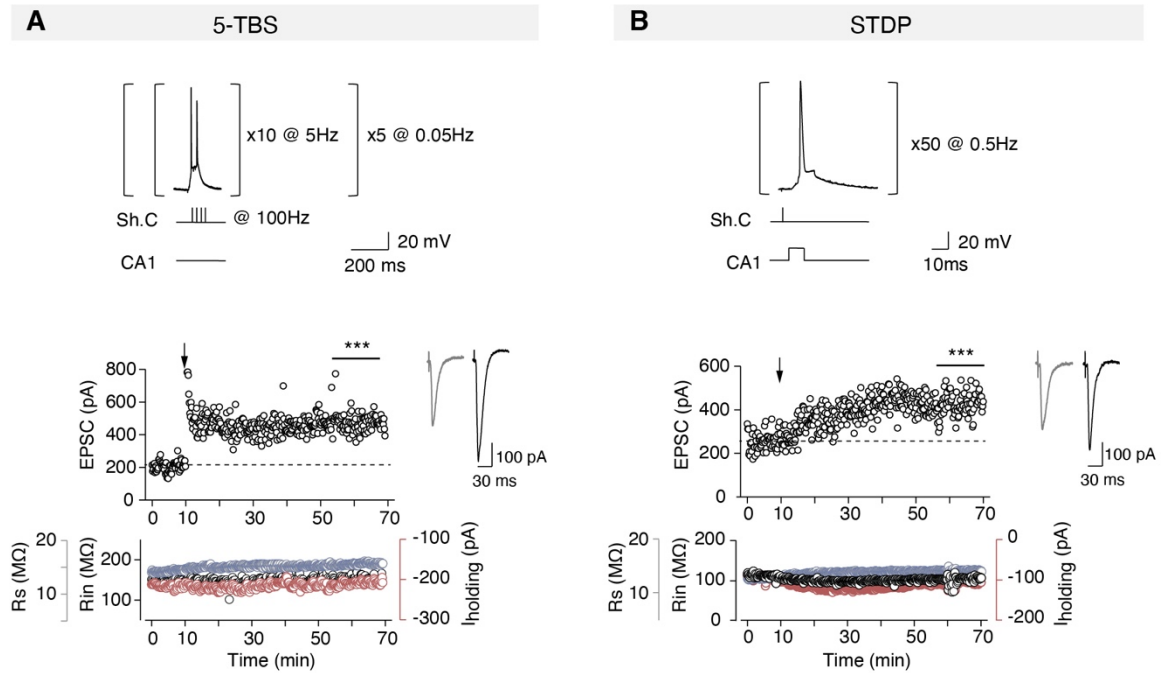 A 5-TBS
x10 @ 5Hz x5 @ 0.05Hz
Sh.C @ 100Hz
CA1
20 mV
200 ms
***
EPSC (pA)
800
600
400
200
0
0 10 30 50 70
100 pA
30 ms
Rs (MΩ)
20
10
Rin (MΩ)
200
100
-100
-200
-300
Iholding (pA)
0 10 30 50 70
Time (min)
B STDP
x50 @ 0.5Hz
Sh.C
CA1
20 mV
10ms
***
EPSC (pA)
600
400
200
0
0 10 30 50 70
100 pA
30 ms
Rs (MΩ)
20
10
Rin (MΩ)
200
100
0
0
-100
-200
Iholding (pA)
0 10 30 50 70
Time (min)